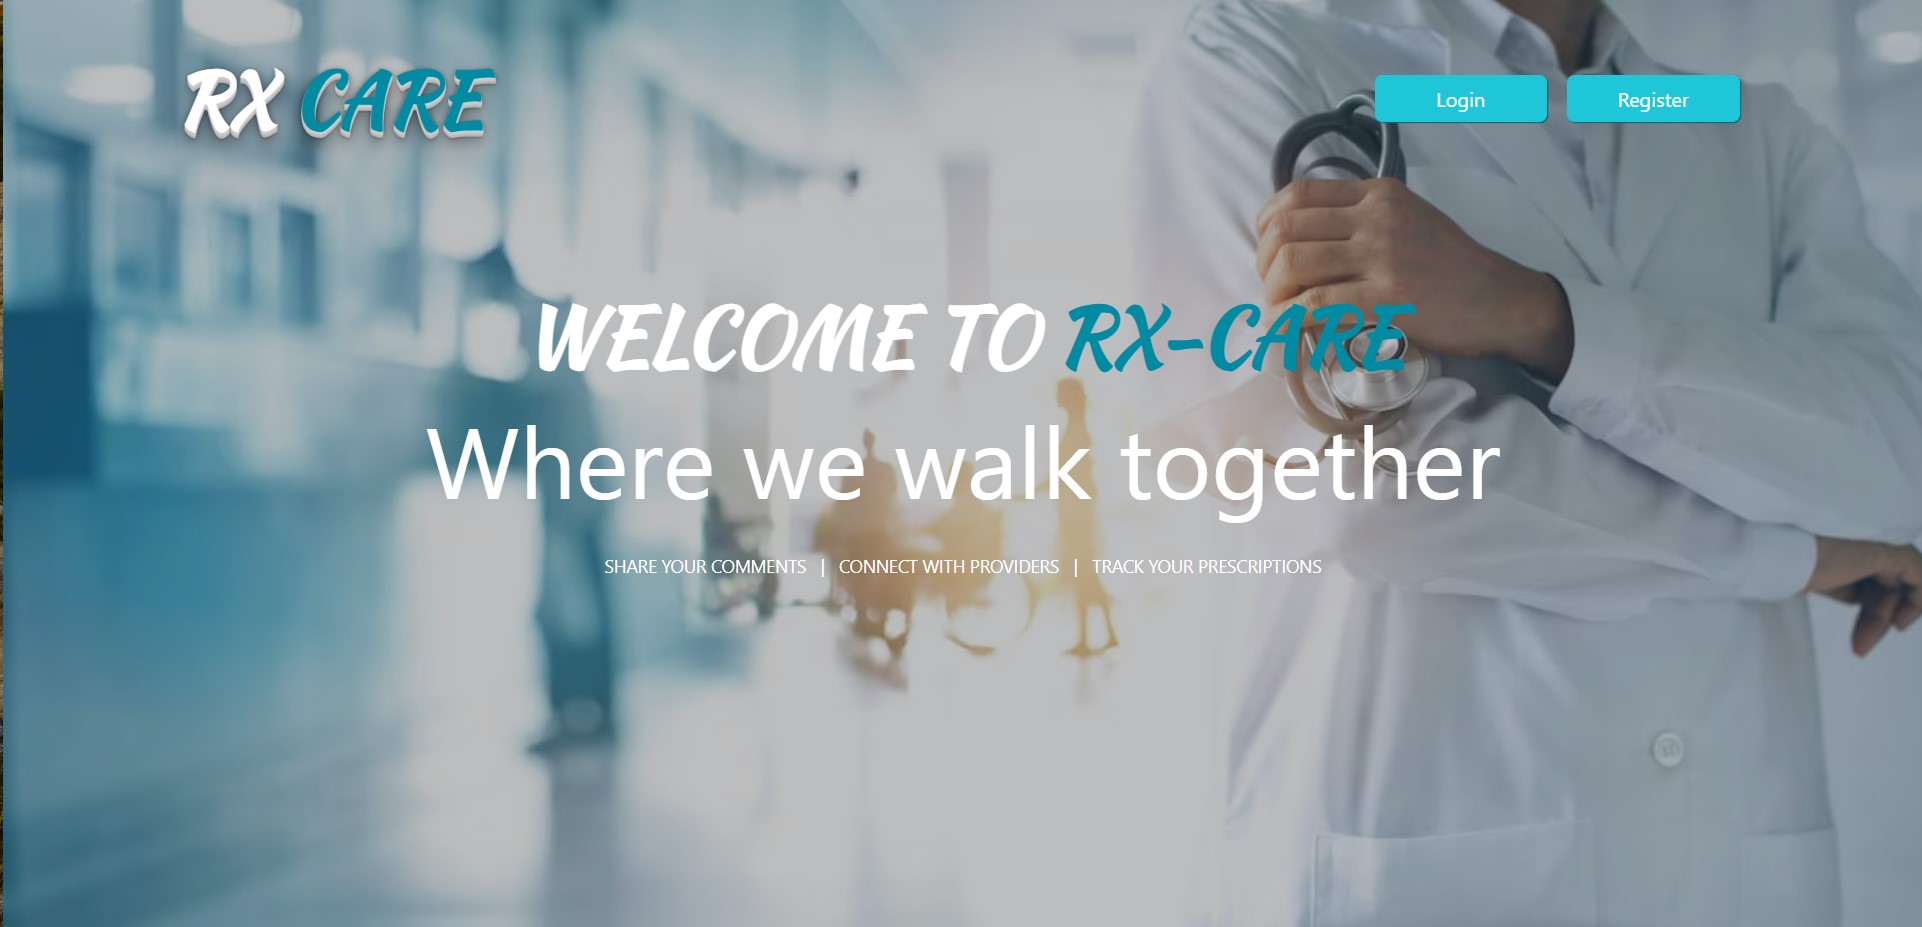 RX CARE
Login
Register
WELCOME TO RX-CARE
Where we walk together
SHARE YOUR COMMENTS | CONNECT WITH PROVIDERS | TRACK YOUR PRESCRIPTIONS